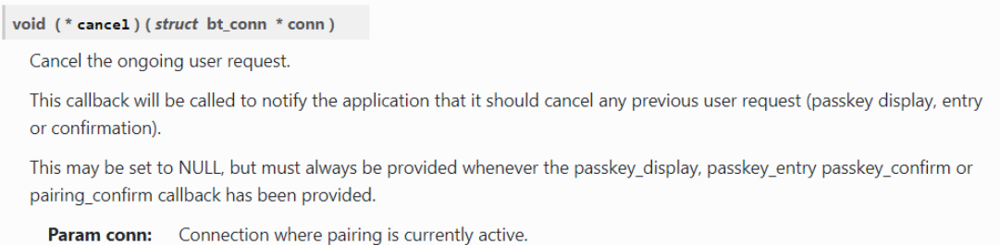 void (* cancel ) ( struct bt_conn * conn )
Cancel the ongoing user request.
This callback will be called to notify the application that it should cancel any previous user request (passkey display, entry
or confirmation).
This may be set to NULL, but must always be provided whenever the passkey_display, passkey_entry passkey_confirm or
pairing_confirm callback has been provided.
Param conn: Connection where pairing is currently active.